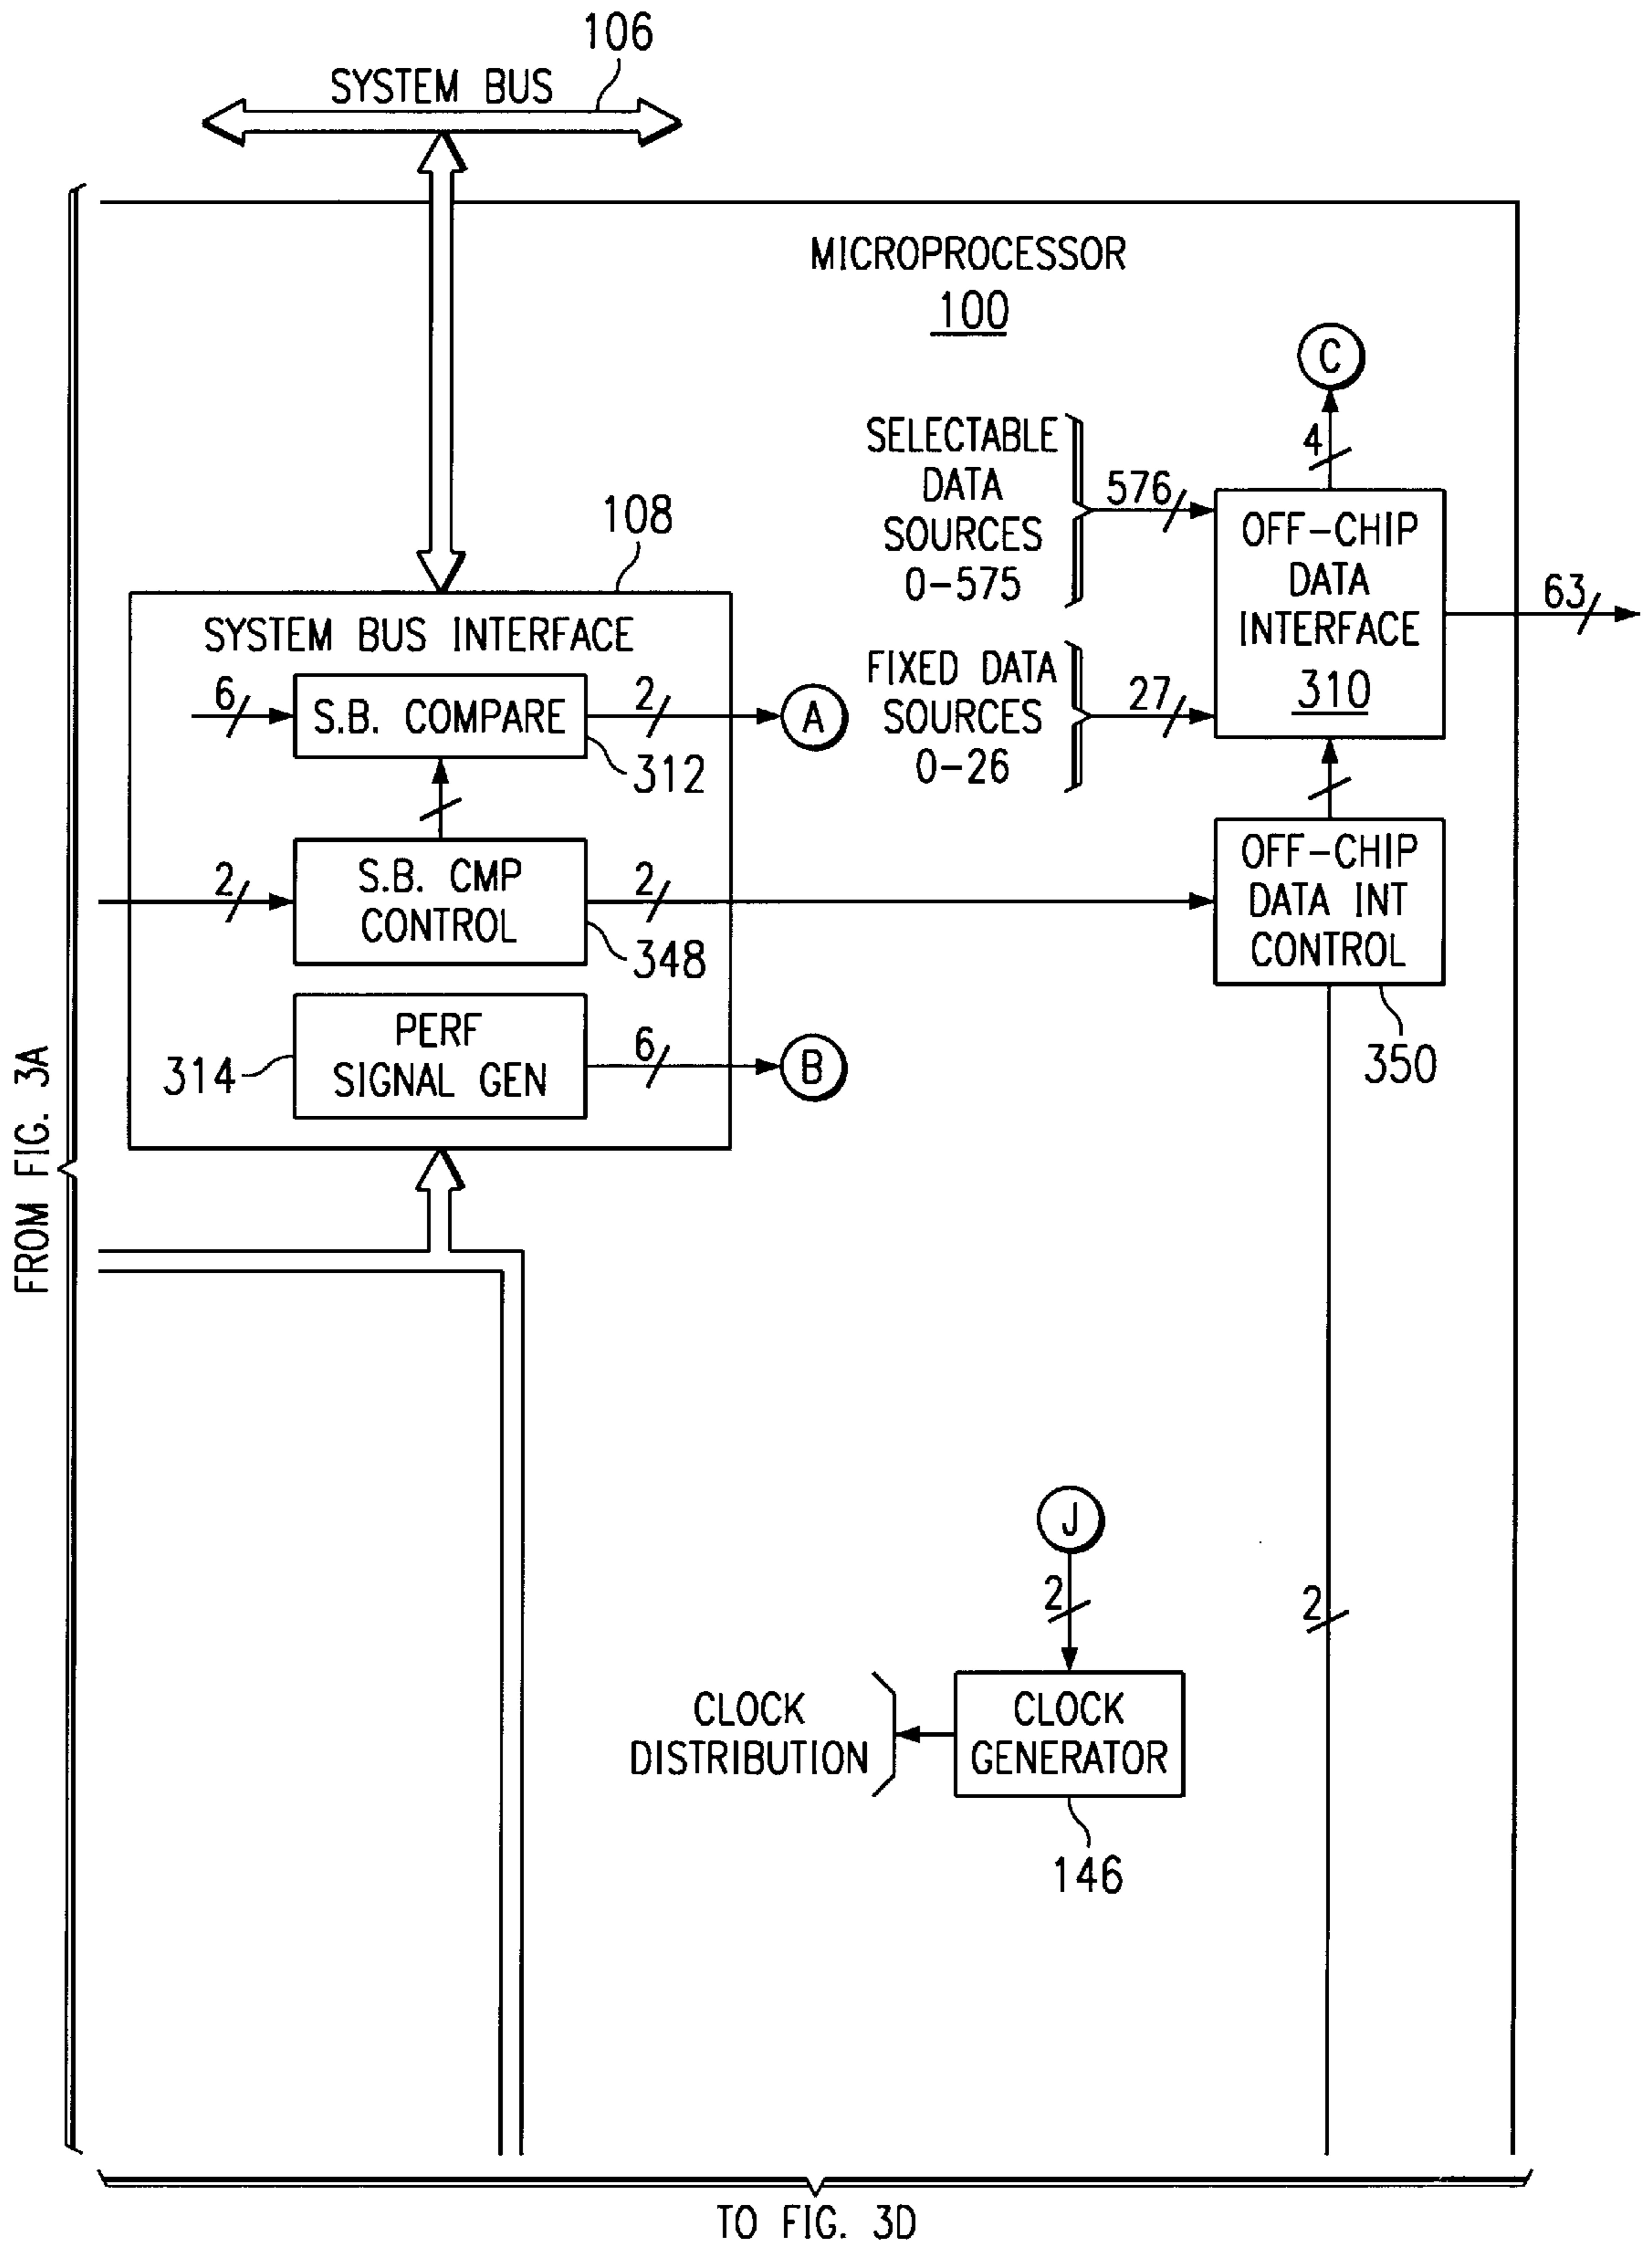 106
SYSTEM BUS
MICROPROCESSOR
100
C
4
SELECTABLE
DATA
SOURCES
0-575
576
OFF-CHIP
DATA
INTERFACE
310
63
108
SYSTEM BUS INTERFACE
6
S.B. COMPARE
2
A
312
FIXED DATA
SOURCES
0-26
27
2
S.B. CMP
CONTROL
2
348
OFF-CHIP
DATA INT
CONTROL
350
PERF
SIGNAL GEN
314
6
B
FROM FIG. 3A
J
2
2
CLOCK
DISTRIBUTION
CLOCK
GENERATOR
146
TO FIG. 3D